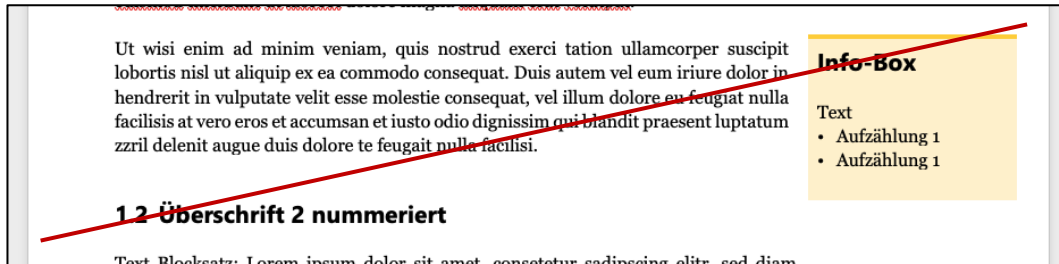 Ut wisi enim ad minim veniam, quis nostrud exerci tation ullamcorper suscipit
lobortis nisl ut aliquip ex ea commodo consequat. Duis autem vel eum iriure dolor in
hendrerit in vulputate velit esse molestie consequat, vel illum dolore eu feugiat nulla
facilisis at vero eros et accumsan et iusto odio dignissim qui blandit praesent luptatum
zzril delenit augue duis dolore te feugait nulla facilisi.
1.2 Überschrift 2 nummeriert
Text Blocksatz: Lorem ipsum dolor sit amet, consetetur sadipscing elitr, sed diam
Info-Box
Text
• Aufzählung 1
• Aufzählung 1